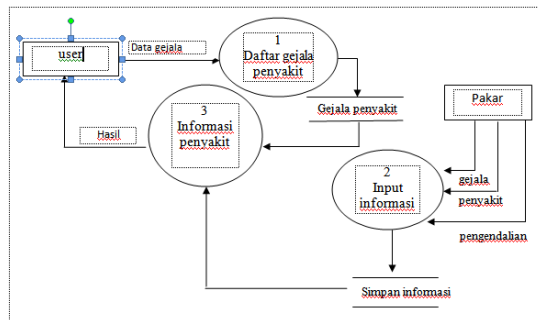 user
Data gejala
1
Daftar gejala
penyakit
Gejala penyakit
Pakar
3
Informasi
penyakit
Hasil
2
Input
informasi
gejala
penyakit
pengendalian
Simpan informasi